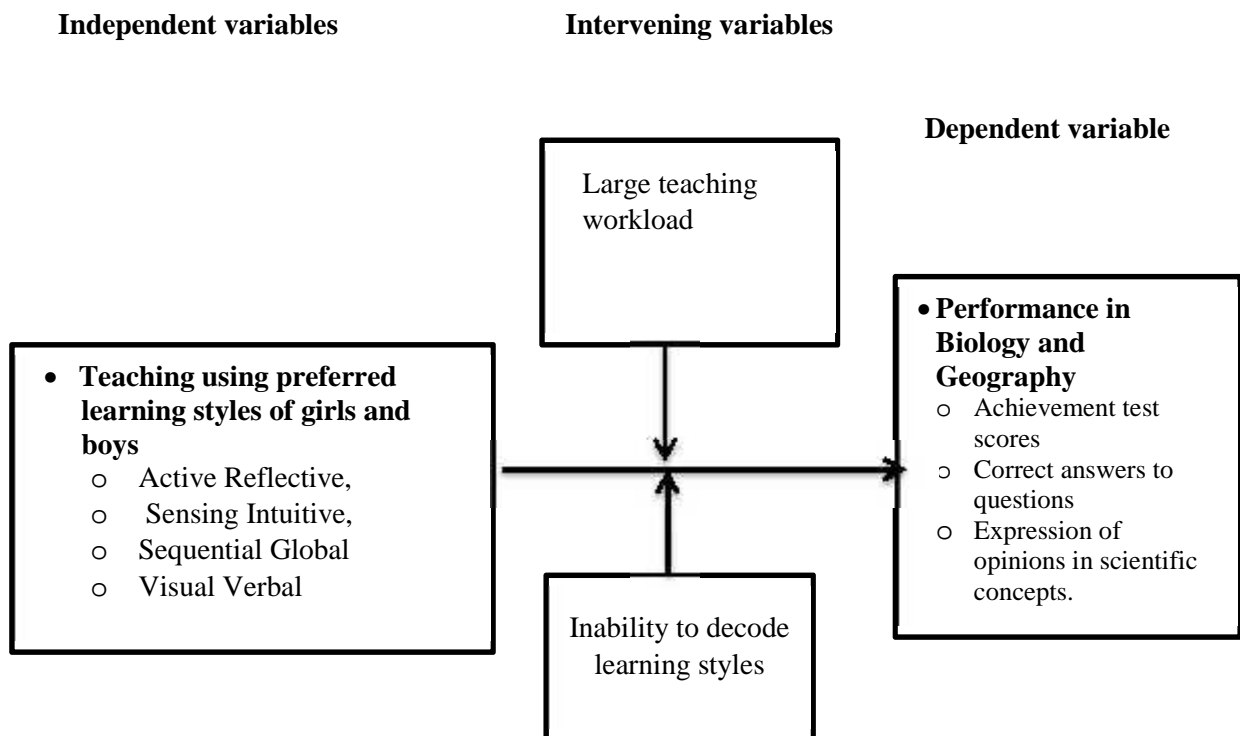 Independent variables
Intervening variables
Dependent variable
Large teaching
workload
• Teaching using preferred
learning styles of girls and
boys
o Active Reflective,
o Sensing Intuitive,
o Sequential Global
o Visual Verbal
Inability to decode
learning styles
• Performance in
Biology and
Geography
o Achievement test
scores
o Correct answers to
questions
o Expression of
opinions in scientific
concepts.